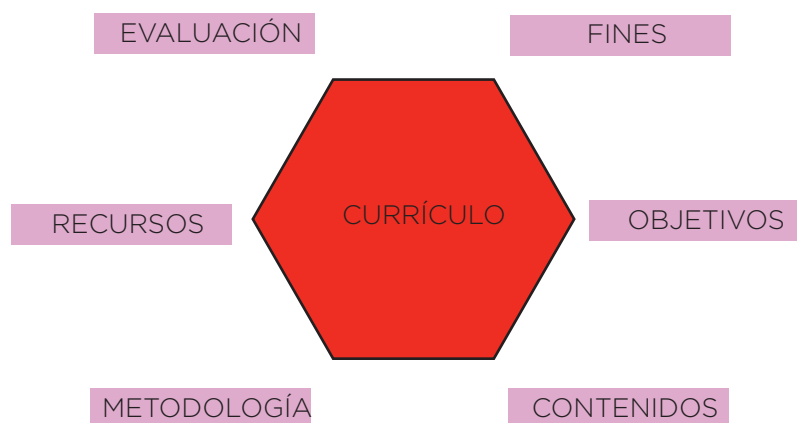 EVALUACIÓN
FINES
RECURSOS
CURRÍCULO
OBJETIVOS
METODOLOGÍA
CONTENIDOS